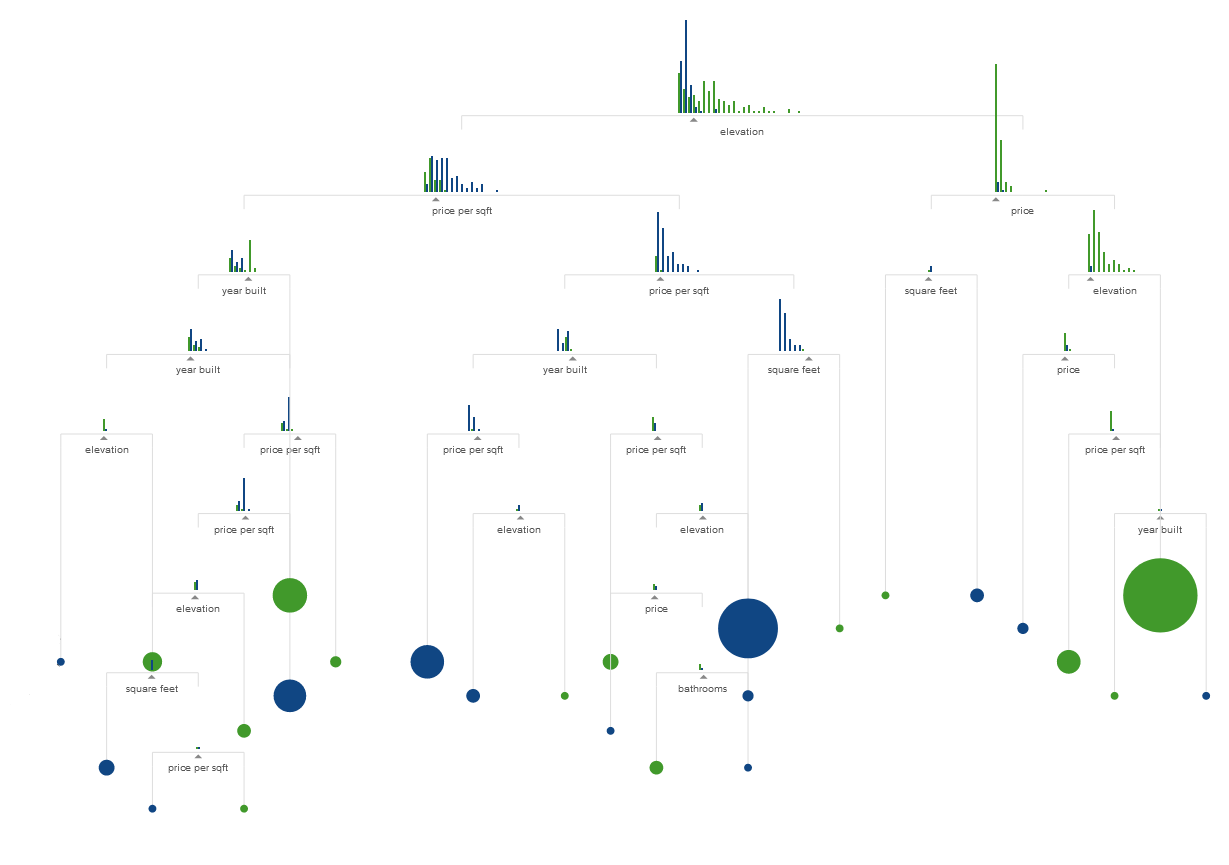 elevation
price per sqft
price
year built
price per sqft
square feet
elevation
year built
year built
square feet
price
elevation
price per sqft
price per sqft
price per sqft
price per sqft
price per sqft
elevation
elevation
year built
elevation
price
square feet
bathrooms
price per sqft